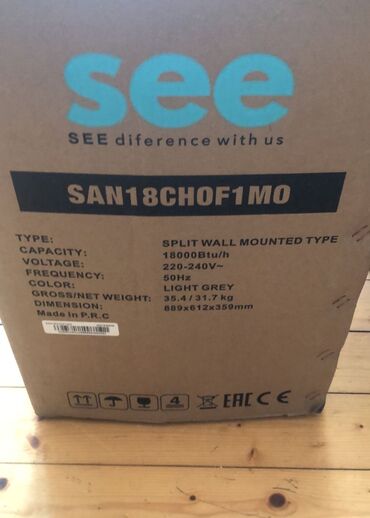 see
SEE diference with us
SAN18CHOF1MO
TYPE: SPLIT WALL MOUNTED TYPE
CAPACITY: 18000Btu/h
VOLTAGE: 220-240V~
FREQUENCY: 50Hz
COLOR: LIGHT GREY
GROSS/NET WEIGHT: 35.4 / 31.7 kg
DIMENSION: 889x612x359mm
Made in P.R.C
4 EAC CE